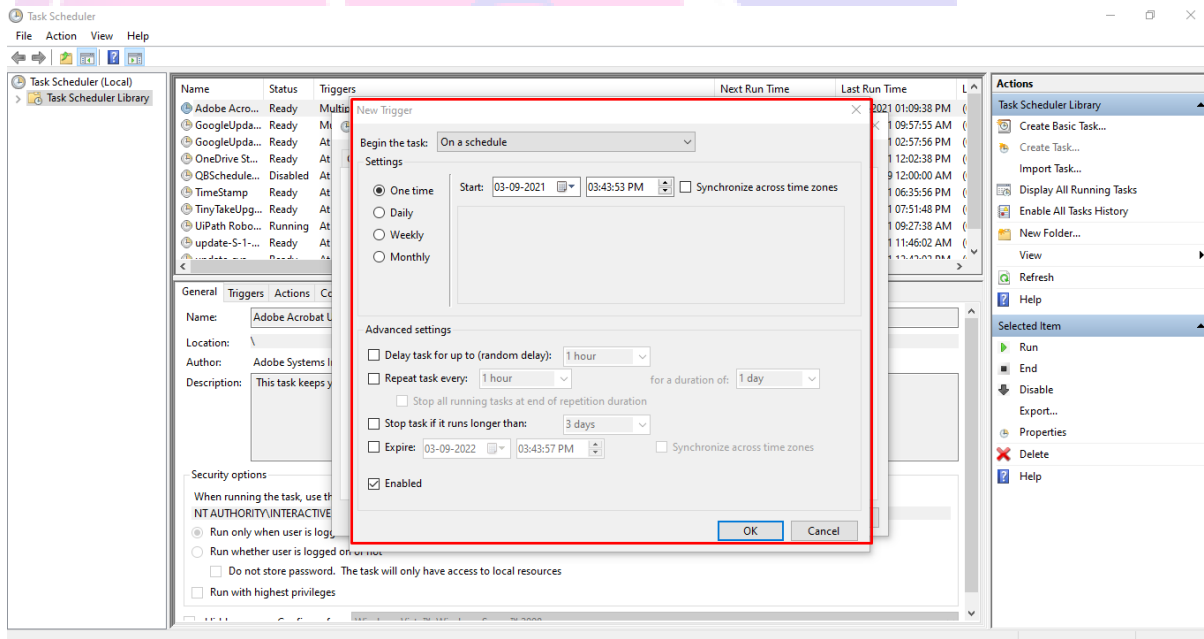 Task Scheduler
File Action View Help
Task Scheduler (Local)
Task Scheduler Library
Name Status Triggers Next Run Time Last Run Time L
Adobe Acro... Ready Multip 2021 01:09:38 PM (
GoogleUpda... Ready Mu 1 09:57:55 AM (
GoogleUpda... Ready At 1 02:57:56 PM (
OneDrive St... Ready At 1 12:02:38 PM (
QBSchedule... Disabled At 9 12:00:00 AM (
TimeStamp Ready At 1 06:35:56 PM (
TinyTakeUpg... Ready At 1 07:51:48 PM (
UiPath Robo... Running At 1 09:27:38 AM (
update-S-1-... Ready At 1 11:46:02 AM (
New Trigger
Begin the task: On a schedule
Settings
One time
Daily
Weekly
Monthly
Start: 03-09-2021 03:43:53 PM Synchronize across time zones
Advanced settings
Delay task for up to (random delay): 1 hour
Repeat task every: 1 hour for a duration of: 1 day
Stop all running tasks at end of repetition duration
Stop task if it runs longer than: 3 days
Expire: 03-09-2022 03:43:57 PM Synchronize across time zones
Enabled
OK Cancel
General Triggers Actions Co
Name: Adobe Acrobat U
Location: \
Author: Adobe Systems I
Description: This task keeps y
Security options
When running the task, use th
NT AUTHORITY\INTERACTIVE
Run only when user is logg
Run whether user is logged on or not
Do not store password. The task will only have access to local resources
Run with highest privileges
Actions
Task Scheduler Library
Create Basic Task...
Create Task...
Import Task...
Display All Running Tasks
Enable All Tasks History
New Folder...
View
Refresh
Help
Selected Item
Run
End
Disable
Export...
Properties
Delete
Help